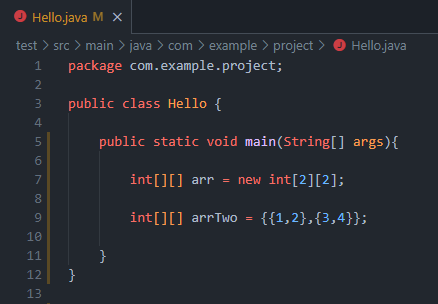 Hello.java M ×
test > src > main > java > com > example > project > Hello.java
1 package com.example.project;
2
3 public class Hello {
4
5 public static void main(String[] args){
6
7 int[][] arr = new int[2][2];
8
9 int[][] arrTwo = {{1,2},{3,4}};
10
11 }
12 }
13